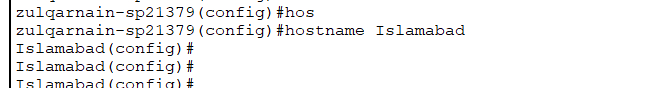 zulqarnain-sp21379(config)#hos
zulqarnain-sp21379(config)#hostname Islamabad
Islamabad(config)#
Islamabad(config)#
Islamabad(config)#